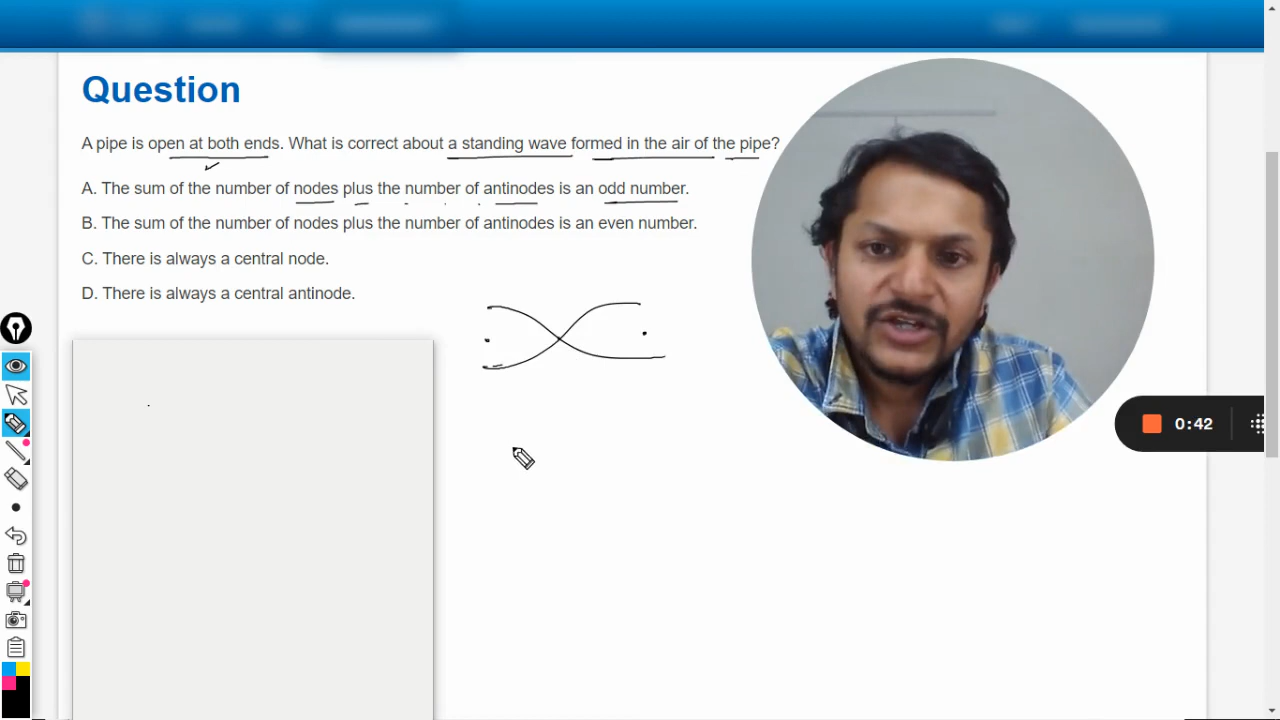 Question
A pipe is open at both ends. What is correct about a standing wave formed in the air of the pipe?
A. The sum of the number of nodes plus the number of antinodes is an odd number.
B. The sum of the number of nodes plus the number of antinodes is an even number.
C. There is always a central node.
D. There is always a central antinode.
0:42